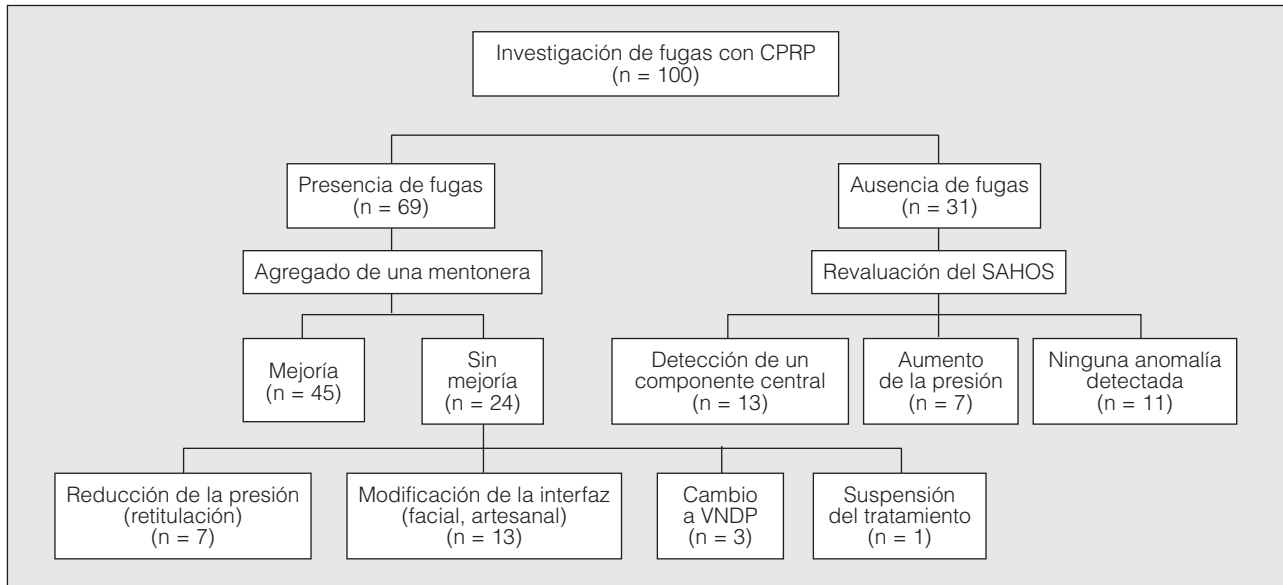 Investigación de fugas con CPRP
(n = 100)
Presencia de fugas
(n = 69)
Ausencia de fugas
(n = 31)
Agregado de una mentonera
Revaluación del SAHOS
Mejoría
(n = 45)
Sin
mejoría
(n = 24)
Detección de un
componente central
(n = 13)
Aumento
de la presión
(n = 7)
Ninguna anomalía
detectada
(n = 11)
Reducción de la presión
(retitulación)
(n = 7)
Modificación de la interfaz
(facial, artesanal)
(n = 13)
Cambio
a VNDP
(n = 3)
Suspensión
del tratamiento
(n = 1)